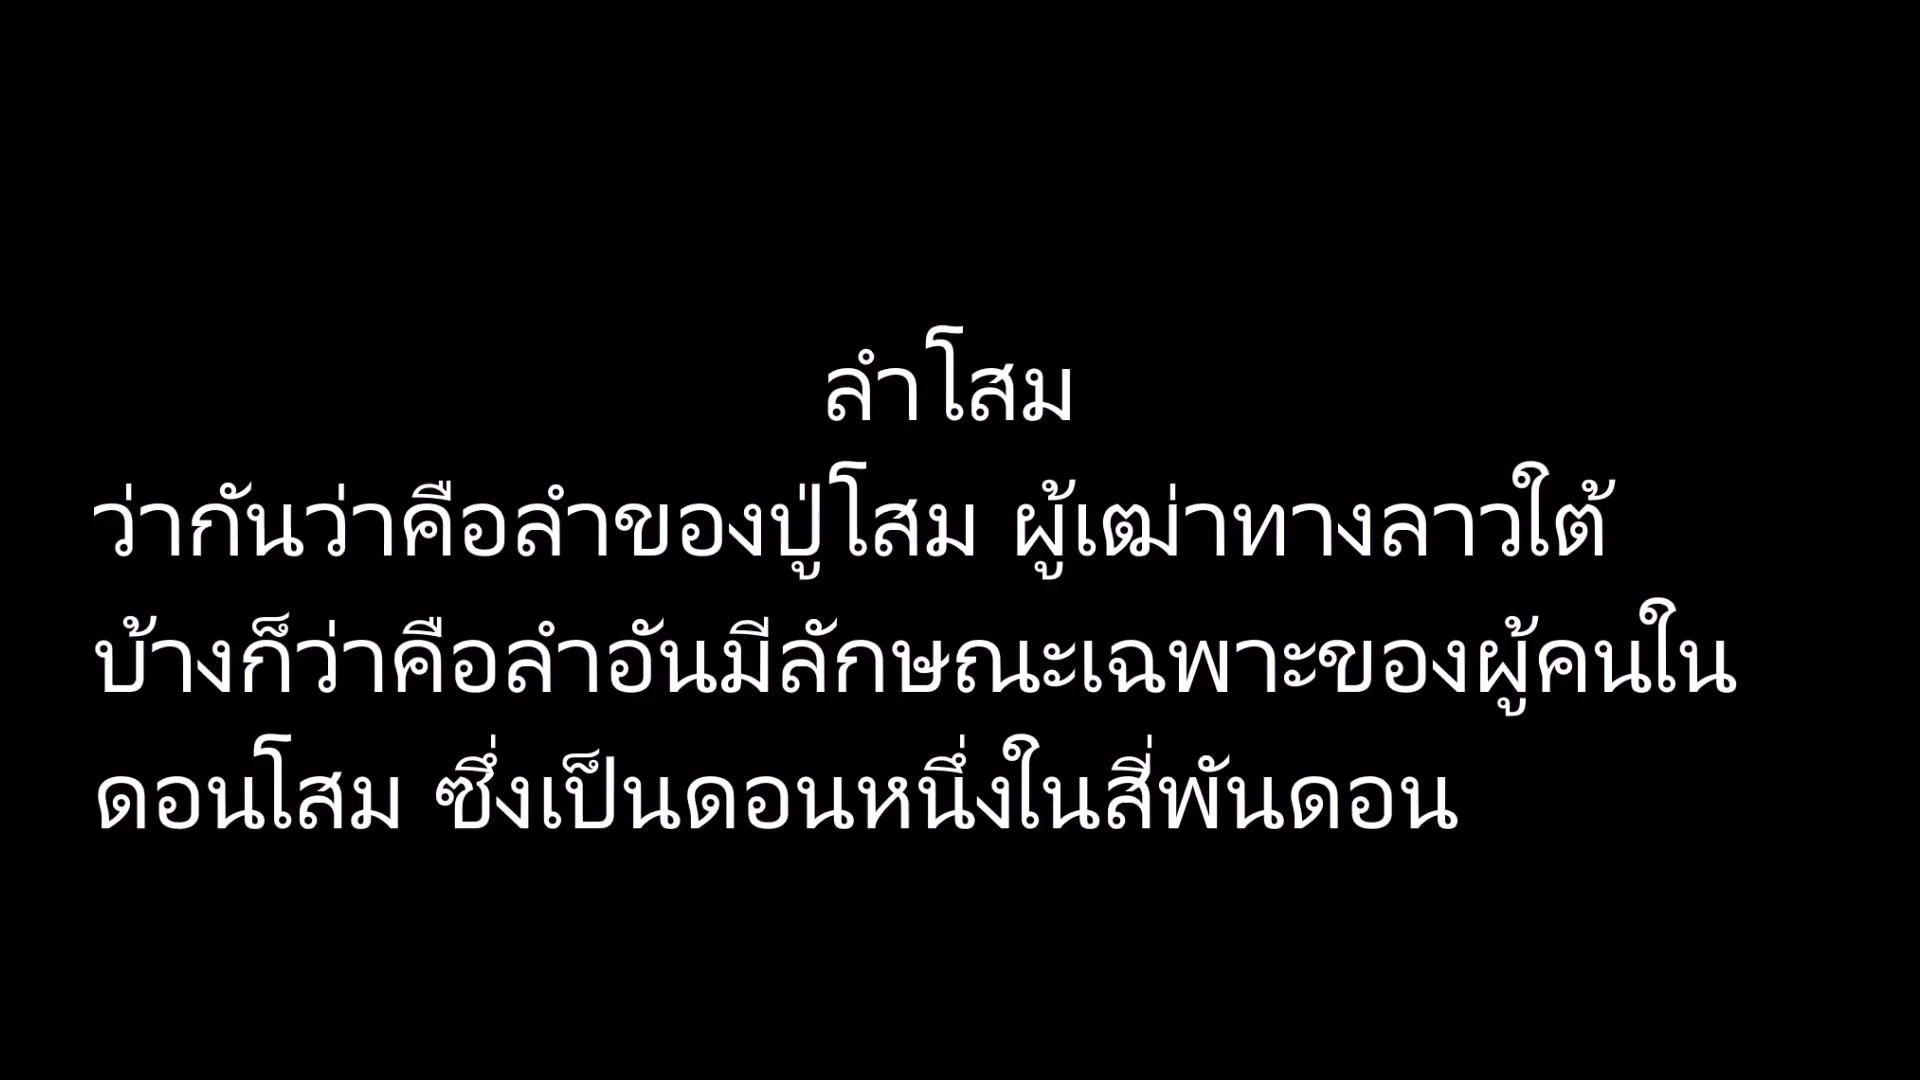 ลำโสม
ว่ากันว่าคือลำของปู่โสม ผู้เฒ่าทางลาวใต้
บ้างก็ว่าคือลำอันมีลักษณะเฉพาะของผู้คนใน
ดอนโสม ซึ่งเป็นดอนหนึ่งในสี่พันดอน